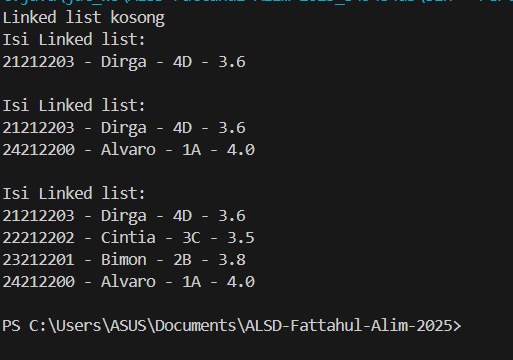 Linked list kosong
Isi Linked list:
21212203 - Dirga - 4D - 3.6
Isi Linked list:
21212203 - Dirga - 4D - 3.6
24212200 - Alvaro - 1A - 4.0
Isi Linked list:
21212203 - Dirga - 4D - 3.6
22212202 - Cintia - 3C - 3.5
23212201 - Bimon - 2B - 3.8
24212200 - Alvaro - 1A - 4.0
PS C:\Users\ASUS\Documents\ALSD-Fattahul-Alim-2025>